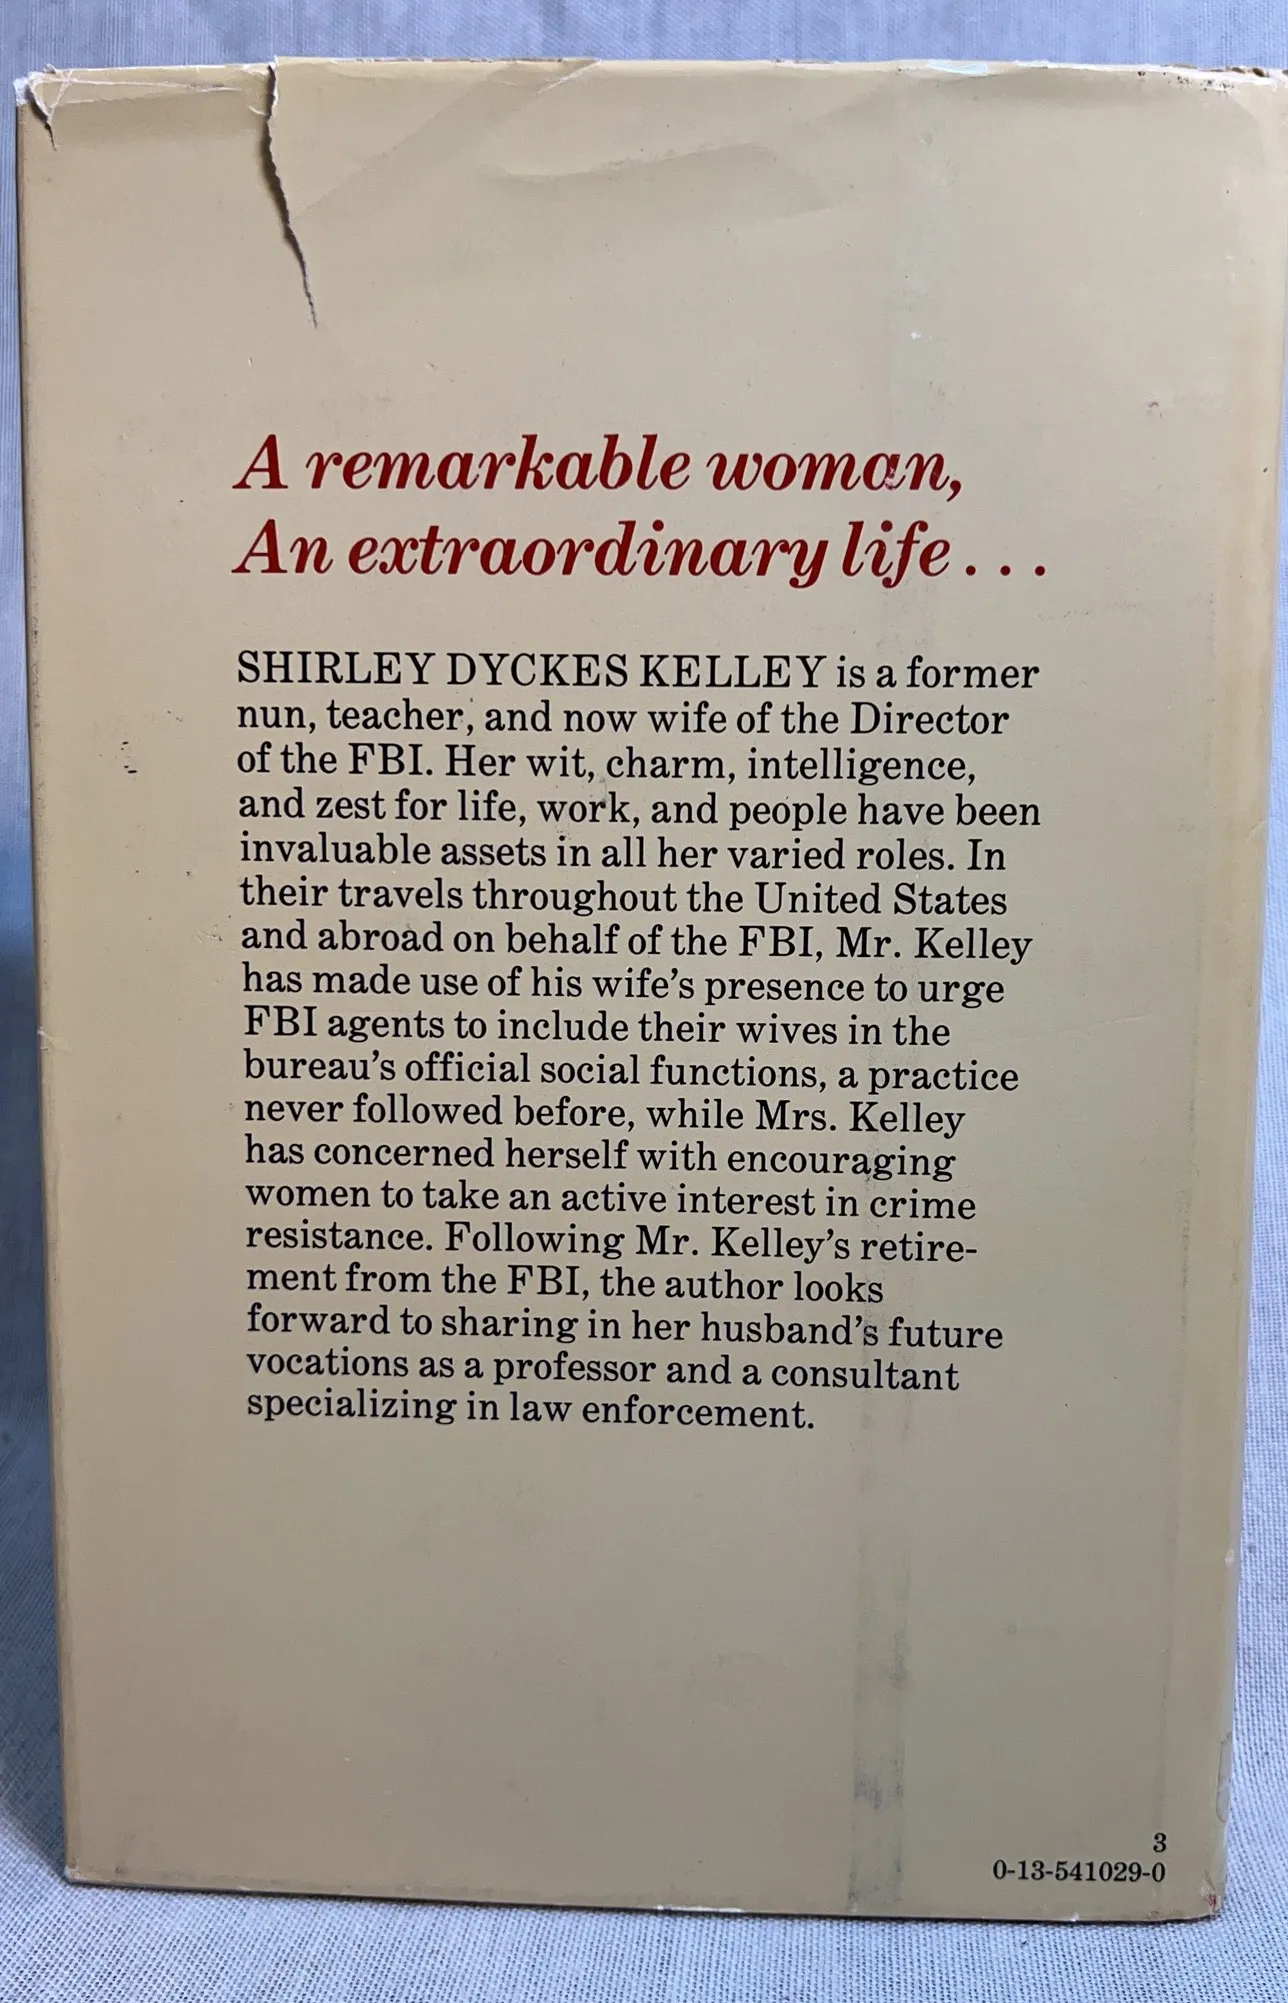 A remarkable woman,
An extraordinary life...
SHIRLEY DYCKES KELLEY is a former
nun, teacher, and now wife of the Director
of the FBI. Her wit, charm, intelligence,
and zest for life, work, and people have been
invaluable assets in all her varied roles. In
their travels throughout the United States
and abroad on behalf of the FBI, Mr. Kelley
has made use of his wife's presence to urge
FBI agents to include their wives in the
bureau's official social functions, a practice
never followed before, while Mrs. Kelley
has concerned herself with encouraging
women to take an active interest in crime
resistance. Following Mr. Kelley's retire-
ment from the FBI, the author looks
forward to sharing in her husband's future
vocations as a professor and a consultant
specializing in law enforcement.
3
0-13-541029-0